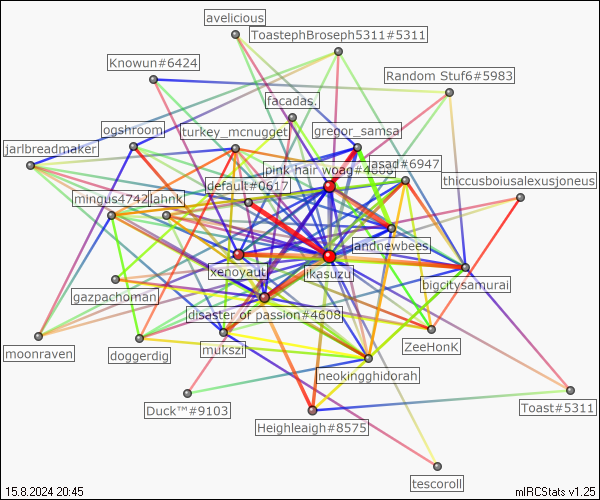 avelicious
ToastephBroseph5311#5311
Knowun#6424
Random Stuf6#5983
facadas.
ogshroom
turkey_mcnugget
gregor_samsa
jarlbreadmaker
pink hair woag#4
asad#6947
default#0617
thiccusboiusalexusjoneus
mingus4742
lahnk
andnewbees
xenoyaut
ikasuzu
bigcitysamurai
gazpachoman
disaster of passion#4608
moonraven
doggerdig
mukszi
ZeeHonK
neokingghidorah
Duck™#9103
Heighleaigh#8575
Toast#5311
tescoroll
15.8.2024 20:45
mIRCStats v1.25